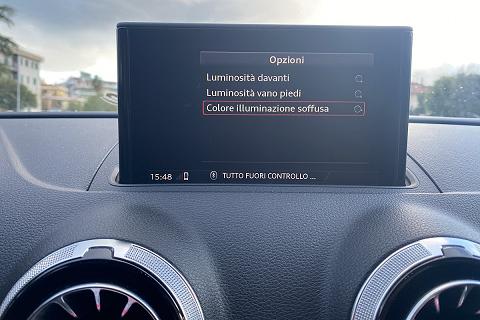 Opzioni
Luminosità davanti
Luminosità vano piedi
Colore illuminazione soffusa
15:48 TUTTO FUORI CONTROLLO ...